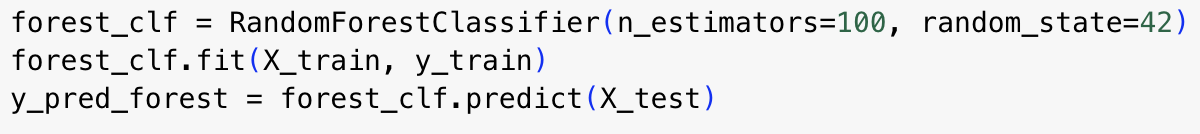 forest_clf = RandomForestClassifier(n_estimators=100, random_state=42)
forest_clf.fit(X_train, y_train)
y_pred_forest = forest_clf.predict(X_test)